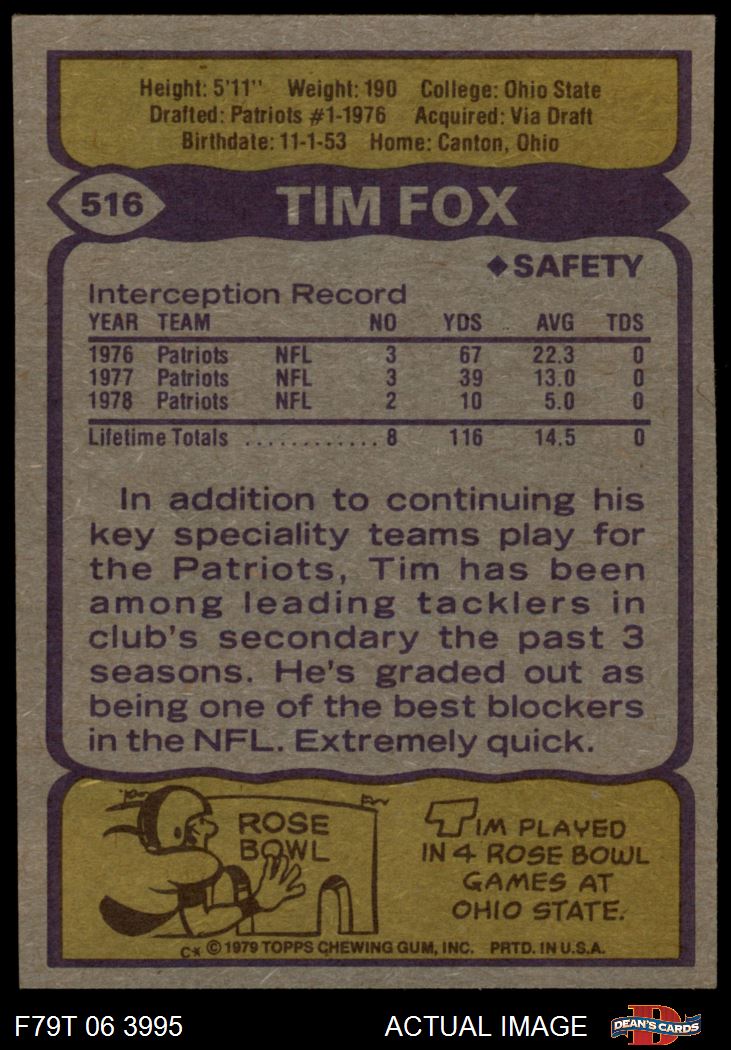 Height: 5'11" Weight: 190 College: Ohio State
Drafted: Patriots #1-1976 Acquired: Via Draft
Birthdate: 11-1-53 Home: Canton, Ohio
516 TIM FOX
◆SAFETY
Interception Record
YEAR TEAM NO YDS AVG TDS
1976 Patriots NFL 3 67 22.3 0
1977 Patriots NFL 3 39 13.0 0
1978 Patriots NFL 2 10 5.0 0
Lifetime Totals ............ 8 116 14.5 0
In addition to continuing his
key speciality teams play for
the Patriots, Tim has been
among leading tacklers in
club's secondary the past 3
seasons. He's graded out as
being one of the best blockers
in the NFL. Extremely quick.
ROSE
BOWL
TIM PLAYED
IN 4 ROSE BOWL
GAMES AT
OHIO STATE.
C* © 1979 TOPPS CHEWING GUM, INC. PRTD. IN U.S.A.
F79T 06 3995 ACTUAL IMAGE D DEAN'S CARDS